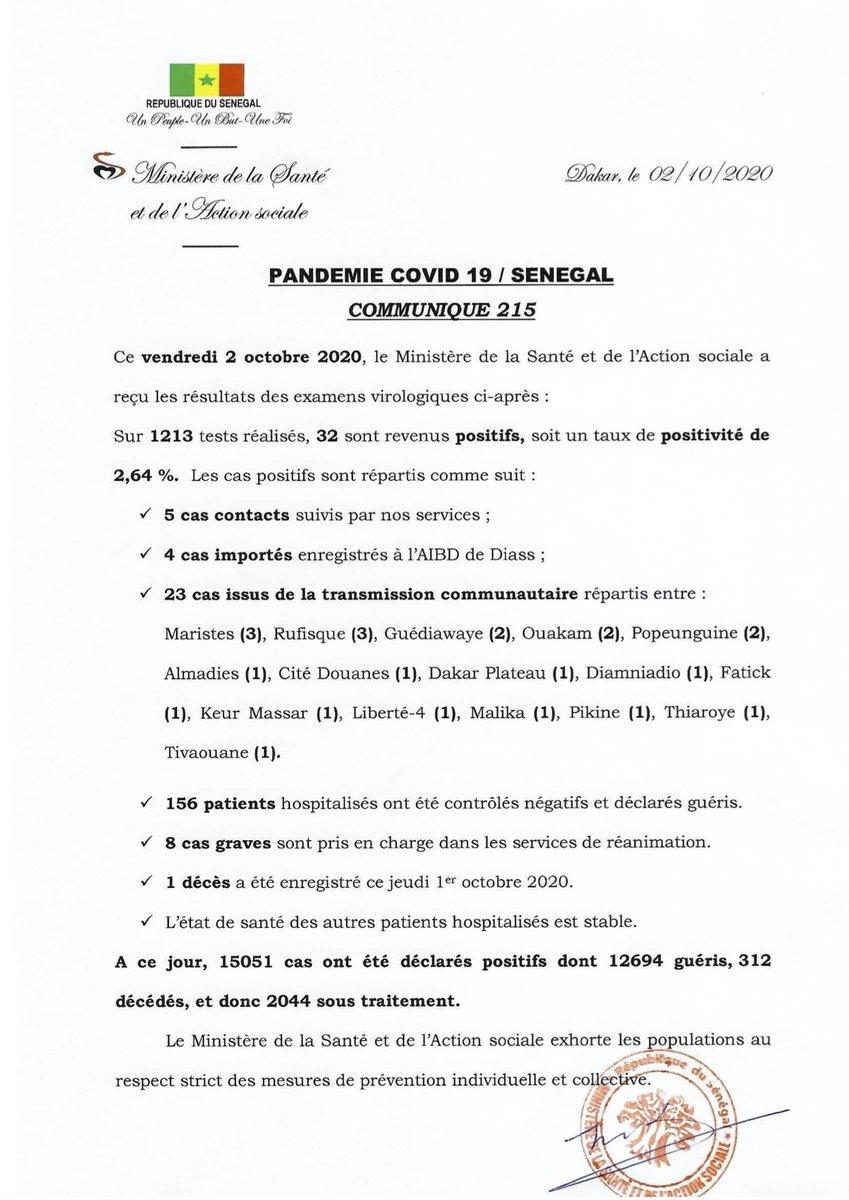 REPUBLIQUE DU SENEGAL
Un Peuple-Un But-Une Foi
Ministère de la Santé
et de l'Action sociale
Dakar, le 02/10/2020
PANDEMIE COVID 19 / SENEGAL
COMMUNIQUE 215
Ce vendredi 2 octobre 2020, le Ministère de la Santé et de l'Action sociale a
reçu les résultats des examens virologiques ci-après :
Sur 1213 tests réalisés, 32 sont revenus positifs, soit un taux de positivité de
2,64 %. Les cas positifs sont répartis comme suit :
✓ 5 cas contacts suivis par nos services ;
✓ 4 cas importés enregistrés à l'AIBD de Diass ;
✓ 23 cas issus de la transmission communautaire répartis entre :
Maristes (3), Rufisque (3), Guédiawaye (2), Ouakam (2), Popeunguine (2),
Almadies (1), Cité Douanes (1), Dakar Plateau (1), Diamniadio (1), Fatick
(1), Keur Massar (1), Liberté-4 (1), Malika (1), Pikine (1), Thiaroye (1),
Tivaouane (1).
✓ 156 patients hospitalisés ont été contrôlés négatifs et déclarés guéris.
✓ 8 cas graves sont pris en charge dans les services de réanimation.
✓ 1 décès a été enregistré ce jeudi 1er octobre 2020.
✓ L'état de santé des autres patients hospitalisés est stable.
A ce jour, 15051 cas ont été déclarés positifs dont 12694 guéris, 312
décédés, et donc 2044 sous traitement.
Le Ministère de la Santé et de l'Action sociale exhorte les populations au
respect strict des mesures de prévention individuelle et collective.
République du Sénégal
DE LA SANTÉ ET DE L'ACTION SOCIALE